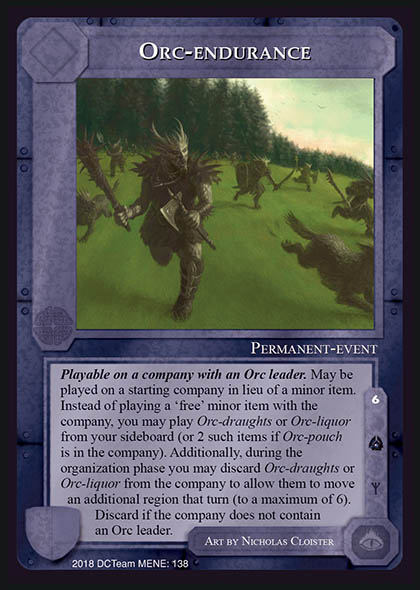 Orc-endurance
Permanent-event
Playable on a company with an Orc leader. May be
played on a starting company in lieu of a minor item.
Instead of playing a ‘free’ minor item with the
company, you may play Orc-draughts or Orc-liquor
from your sideboard (or 2 such items if Orc-pouch
is in the company). Additionally, during the
organization phase you may discard Orc-draughts or
Orc-liquor from the company to allow them to move
an additional region that turn (to a maximum of 6).
Discard if the company does not contain
an Orc leader.
6
Art by Nicholas Cloister
2018 DCTeam MENE: 138